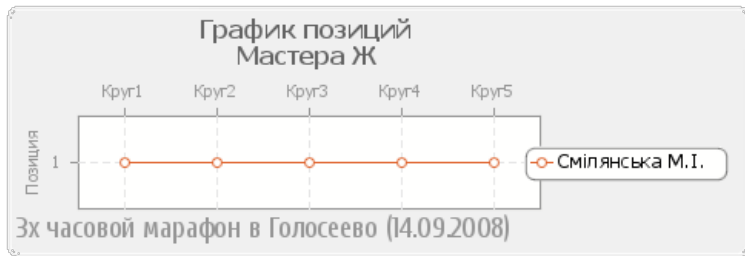 График позиций
Мастера Ж
Круг1 Круг2 Круг3 Круг4 Круг5
Позиция
1
Смілянська М.І.
3х часовой марафон в Голосеево (14.09.2008)